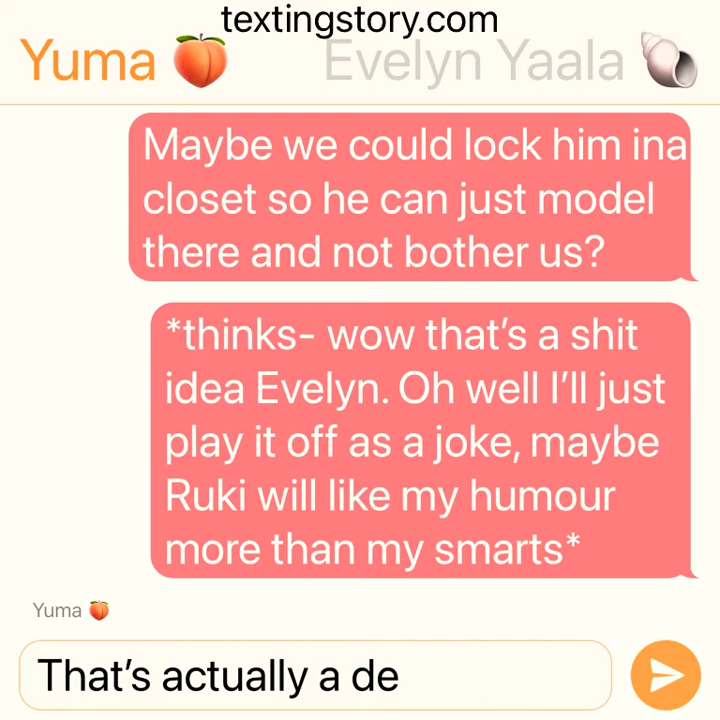 textingstory.com
Yuma 🍑 Evelyn Yaala 🐚
Maybe we could lock him ina
closet so he can just model
there and not bother us?
*thinks- wow that’s a shit
idea Evelyn. Oh well I’ll just
play it off as a joke, maybe
Ruki will like my humour
more than my smarts*
Yuma 🍑
That’s actually a de